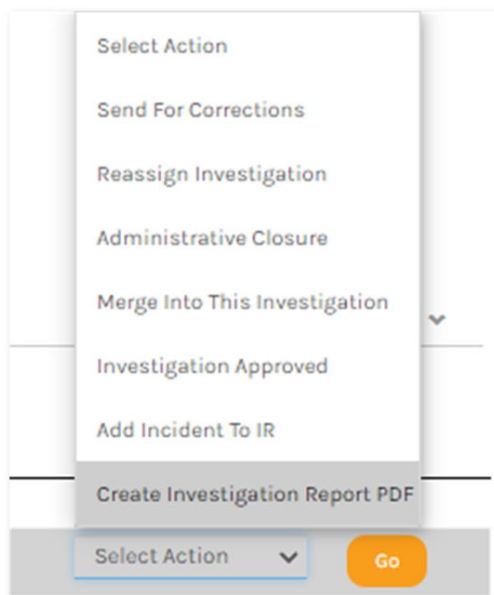 Select Action
Send For Corrections
Reassign Investigation
Administrative Closure
Merge Into This Investigation
Investigation Approved
Add Incident To IR
Create Investigation Report PDF
Select Action Go